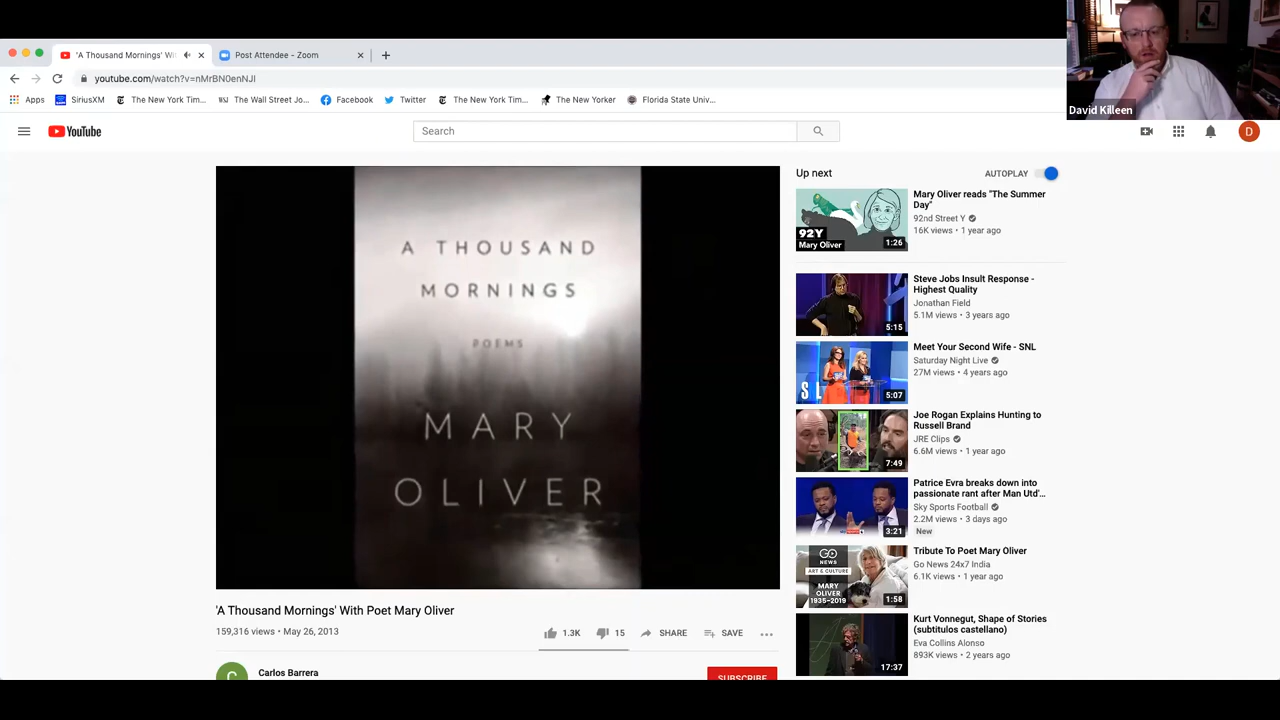 'A Thousand Mornings' Wi
Post Attendee - Zoom
youtube.com/watch?v=nMrBN0enNJI
Apps
SiriusXM
The New York Tim...
WSJ
The Wall Street Jo...
Facebook
Twitter
The New York Tim...
The New Yorker
Florida State Univ...
David Killeen
YouTube
Search
D
A THOUSAND
MORNINGS
POEMS
MARY
OLIVER
'A Thousand Mornings' With Poet Mary Oliver
159,316 views • May 26, 2013
1.3K
15
SHARE
SAVE
C
Carlos Barrera
SUBSCRIBE
Up next
AUTOPLAY
92Y
Mary Oliver
1:26
Mary Oliver reads "The Summer
Day"
92nd Street Y
16K views • 1 year ago
5:15
Steve Jobs Insult Response -
Highest Quality
Jonathan Field
5.1M views • 3 years ago
S L
5:07
Meet Your Second Wife - SNL
Saturday Night Live
27M views • 4 years ago
7:49
Joe Rogan Explains Hunting to
Russell Brand
JRE Clips
6.6M views • 1 year ago
3:21
Patrice Evra breaks down into
passionate rant after Man Utd'...
Sky Sports Football
2.2M views • 3 days ago
New
GO
NEWS
ART & CULTURE
MARY
OLIVER
1935-2019
1:58
Tribute To Poet Mary Oliver
Go News 24x7 India
6.1K views • 1 year ago
17:37
Kurt Vonnegut, Shape of Stories
(subtitulos castellano)
Eva Collins Alonso
893K views • 2 years ago